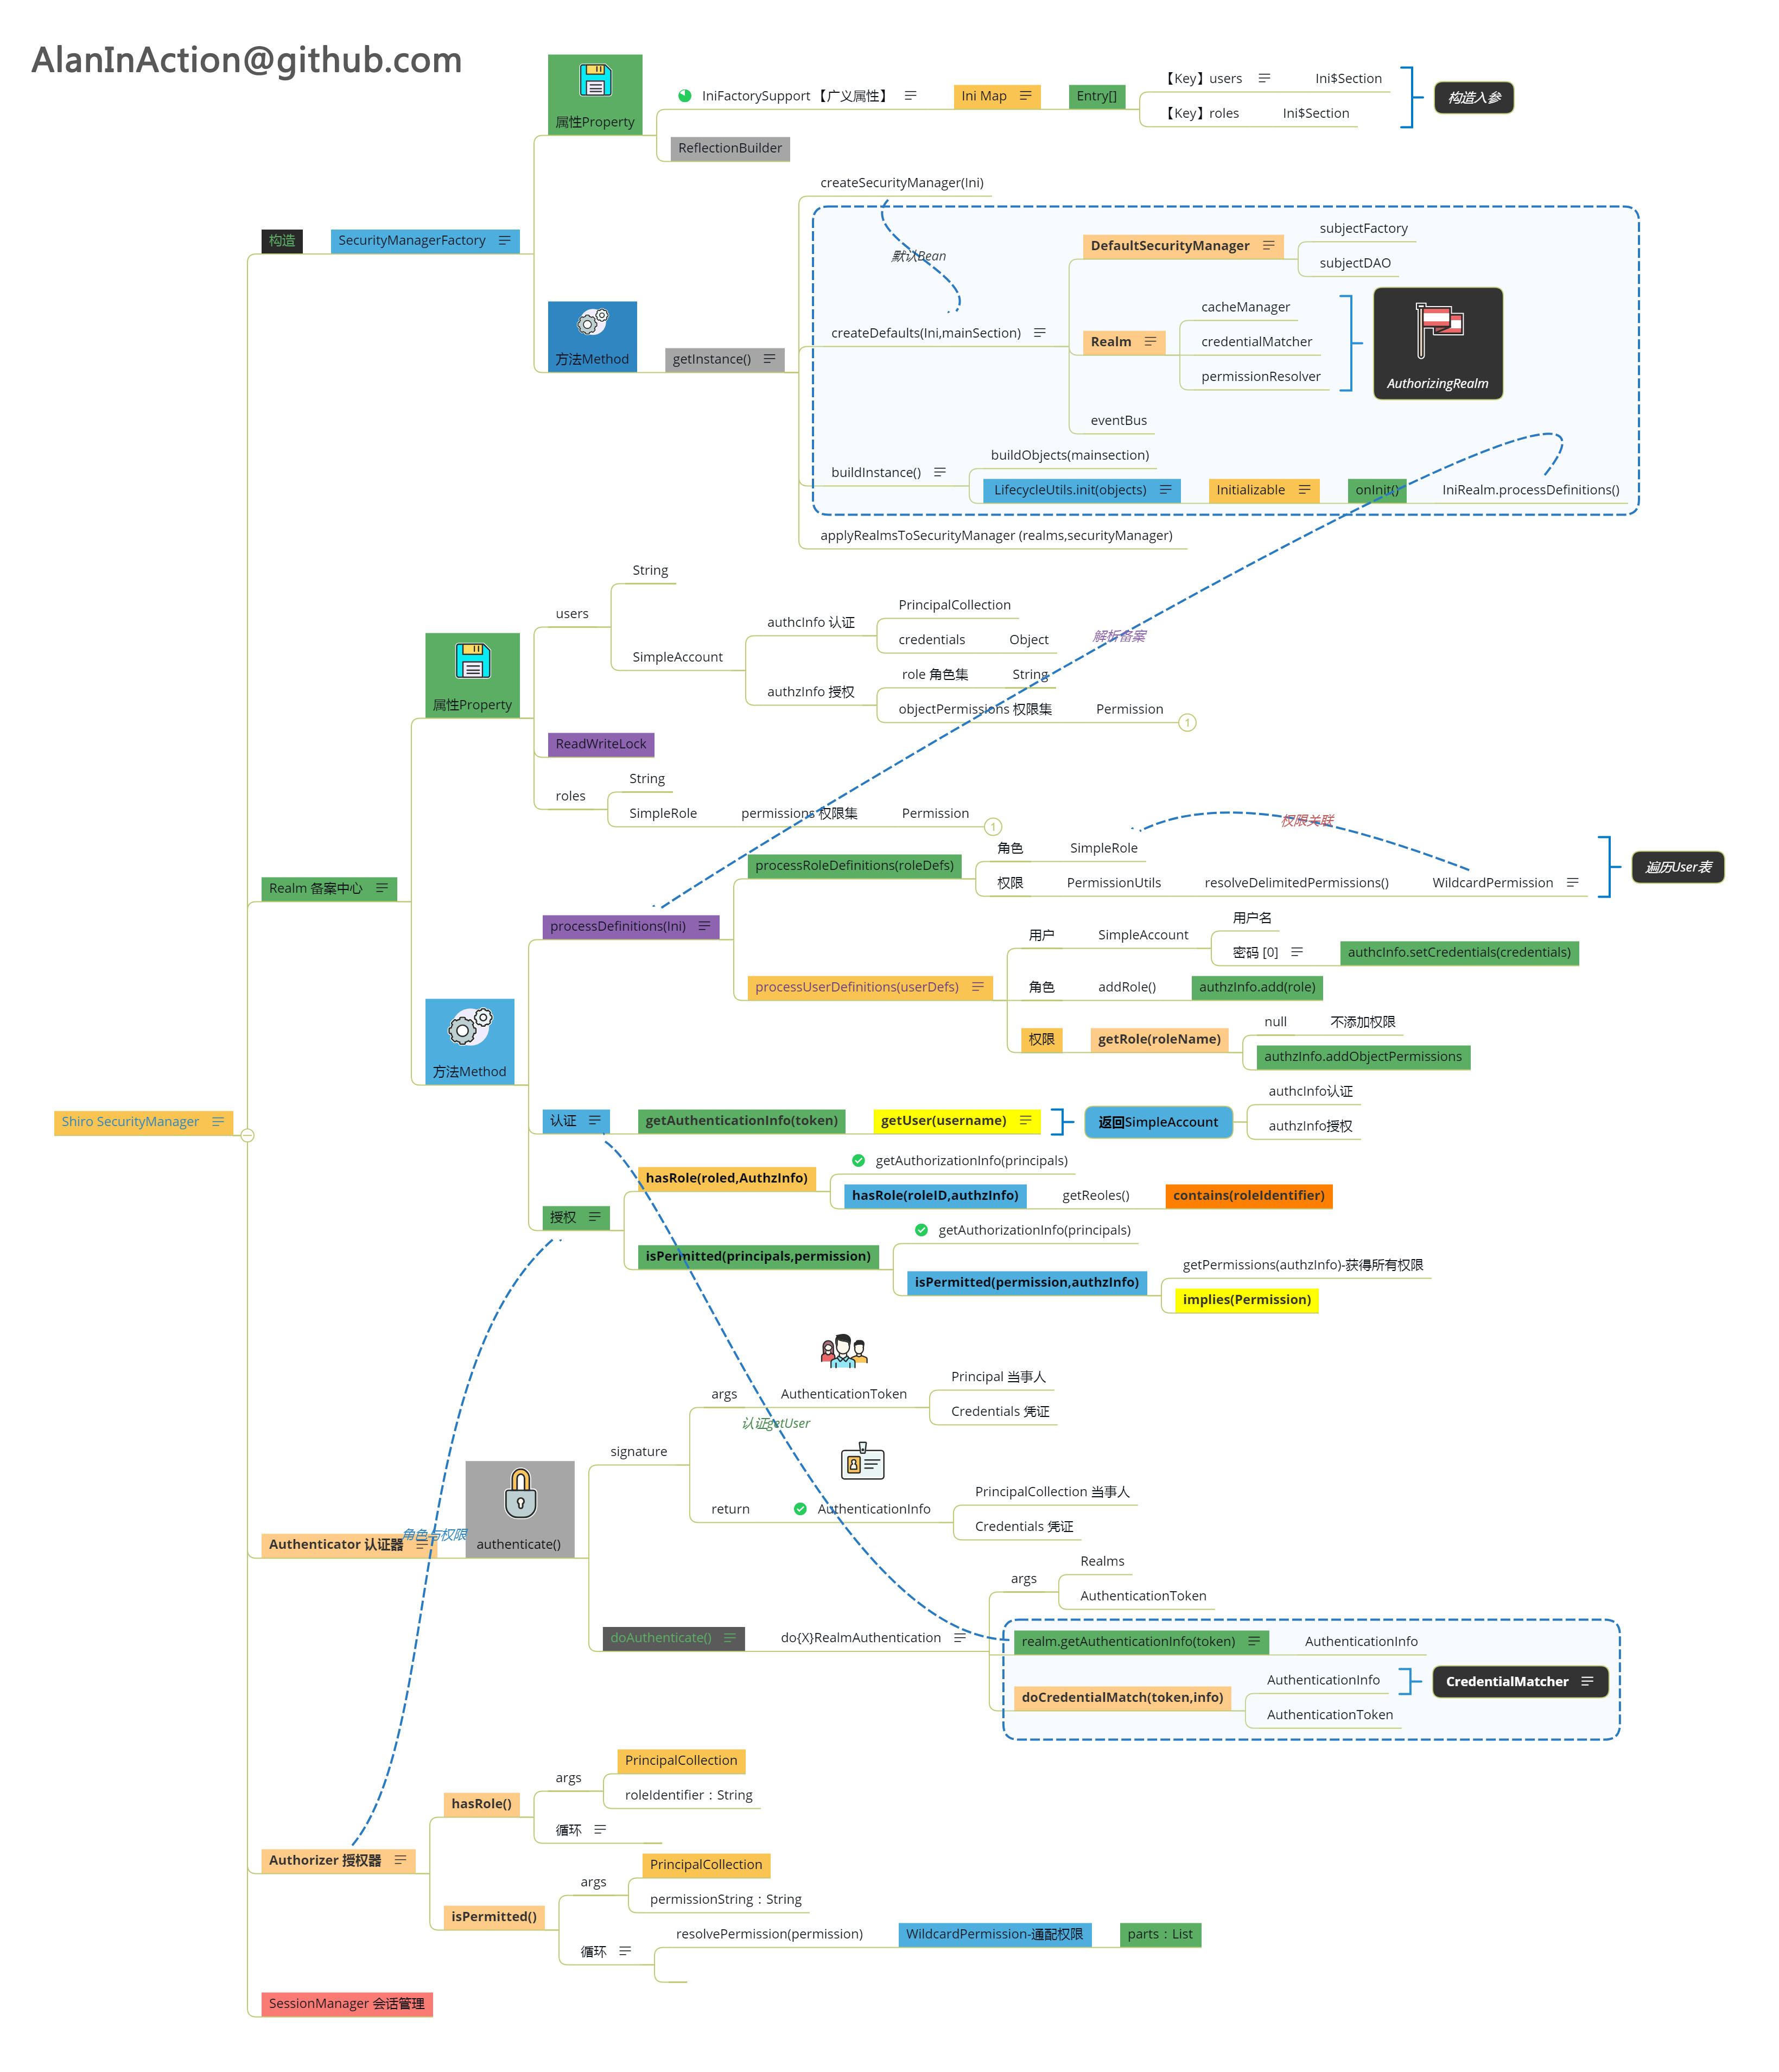 AlanInAction@github.com
属性Property
IniFactorySupport【广义属性】
Ini Map
Entry[]
【Key】users
Ini$Section
【Key】roles
Ini$Section
构造入参
ReflectionBuilder
构造
SecurityManagerFactory
方法Method
getInstance()
createSecurityManager(Ini)
默认Bean
createDefaults(Ini,mainSection)
DefaultSecurityManager
subjectFactory
subjectDAO
Realm
cacheManager
credentialMatcher
permissionResolver
AuthorizingRealm
eventBus
buildInstance()
buildObjects(mainsection)
LifecycleUtils.init(objects)
Initializable
onInit()
IniRealm.processDefinitions()
applyRealmsToSecurityManager (realms,securityManager)
属性Property
users
String
SimpleAccount
authcInfo 认证
PrincipalCollection
credentials
Object
authzInfo 授权
role 角色集
String
objectPermissions 权限集
Permission
1
解析备案
ReadWriteLock
roles
String
SimpleRole
permissions 权限集
Permission
1
Realm 备案中心
方法Method
processDefinitions(Ini)
processRoleDefinitions(roleDefs)
角色
SimpleRole
权限关联
权限
PermissionUtils
resolveDelimitedPermissions()
WildcardPermission
遍历User表
processUserDefinitions(userDefs)
用户
SimpleAccount
用户名
密码 [0]
authcInfo.setCredentials(credentials)
角色
addRole()
authzInfo.add(role)
权限
getRole(roleName)
null
不添加权限
authzInfo.addObjectPermissions
Shiro SecurityManager
认证
getAuthenticationInfo(token)
getUser(username)
返回SimpleAccount
authcInfo认证
authzInfo授权
授权
hasRole(roled,AuthzInfo)
getAuthorizationInfo(principals)
hasRole(roleID,authzInfo)
getReoles()
contains(roleIdentifier)
isPermitted(principals,permission)
getAuthorizationInfo(principals)
isPermitted(permission,authzInfo)
getPermissions(authzInfo)-获得所有权限
implies(Permission)
Authenticator 认证器
角色与权限
authenticate()
signature
args
AuthenticationToken
Principal 当事人
Credentials 凭证
认证getUser
return
AuthenticationInfo
PrincipalCollection 当事人
Credentials 凭证
doAuthenticate()
do{X}RealmAuthentication
args
Realms
AuthenticationToken
realm.getAuthenticationInfo(token)
AuthenticationInfo
doCredentialMatch(token,info)
AuthenticationInfo
AuthenticationToken
CredentialMatcher
Authorizer 授权器
hasRole()
args
PrincipalCollection
roleIdentifier：String
循环
isPermitted()
args
PrincipalCollection
permissionString：String
循环
resolvePermission(permission)
WildcardPermission-通配权限
parts：List
SessionManager 会话管理